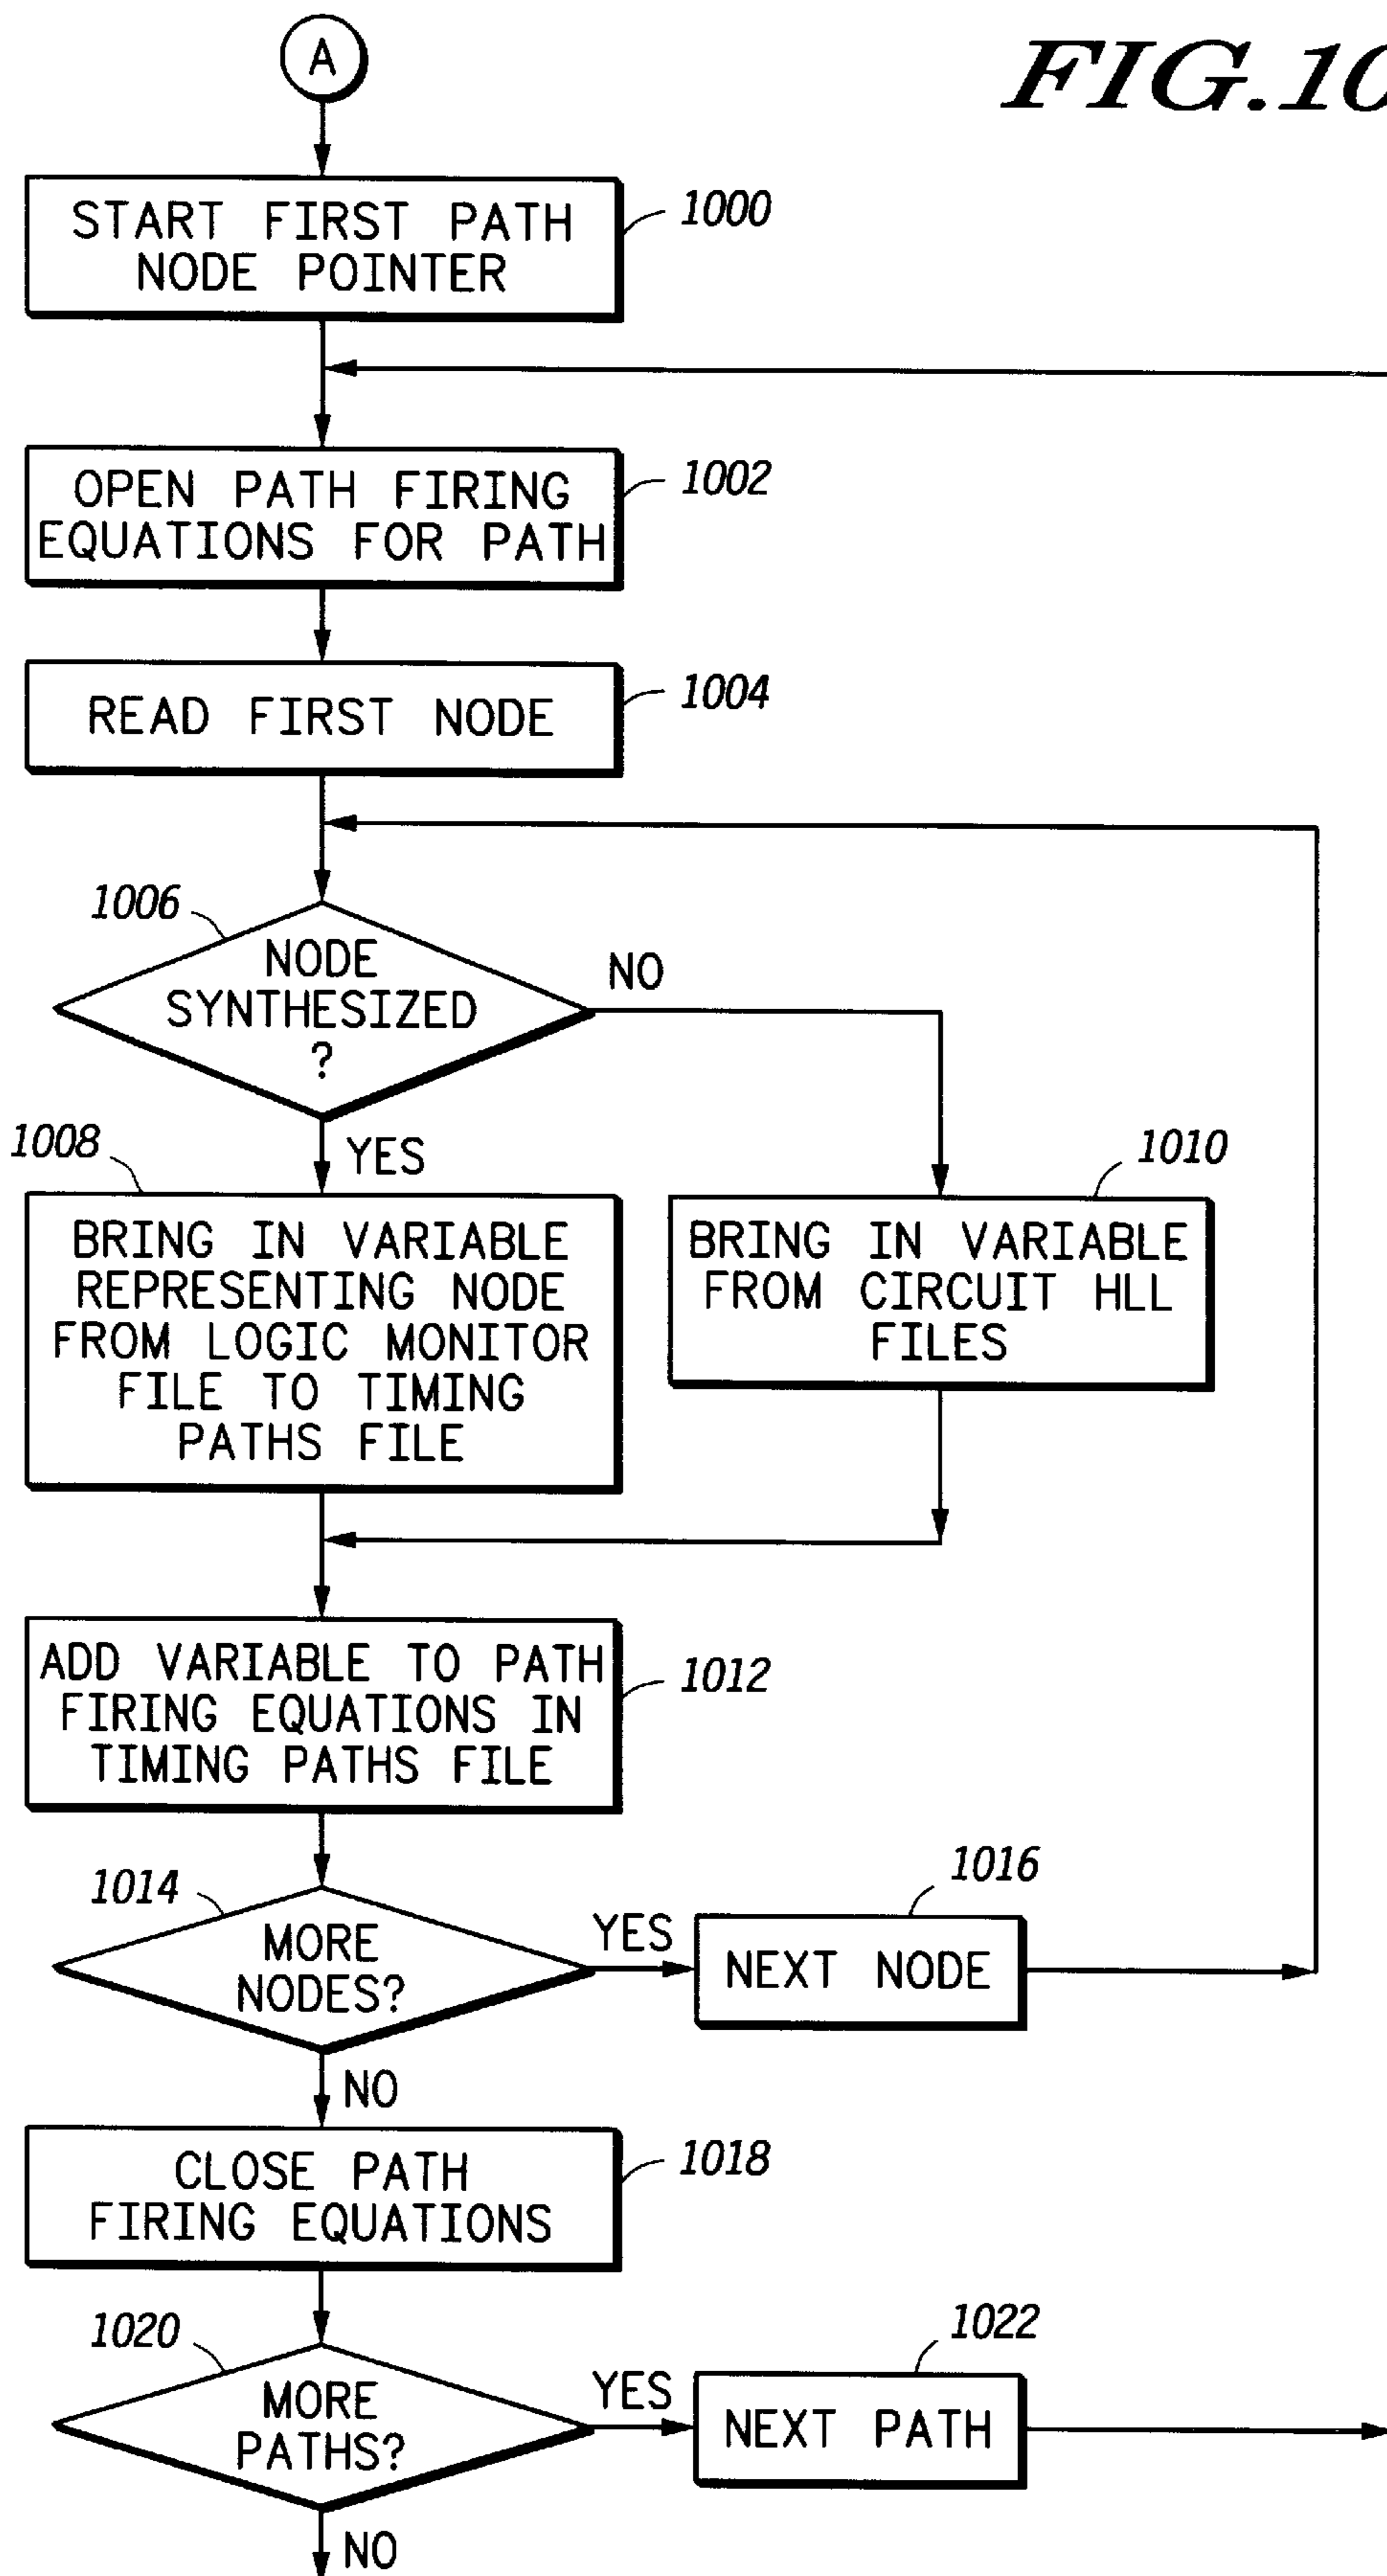 A
FIG.10
START FIRST PATH
NODE POINTER
1000
OPEN PATH FIRING
EQUATIONS FOR PATH
1002
READ FIRST NODE
1004
1006
NODE
SYNTHESIZED
?
NO
YES
1008
BRING IN VARIABLE
REPRESENTING NODE
FROM LOGIC MONITOR
FILE TO TIMING
PATHS FILE
1010
BRING IN VARIABLE
FROM CIRCUIT HLL
FILES
ADD VARIABLE TO PATH
FIRING EQUATIONS IN
TIMING PATHS FILE
1012
1014
MORE
NODES?
YES
1016
NEXT NODE
NO
CLOSE PATH
FIRING EQUATIONS
1018
1020
MORE
PATHS?
YES
1022
NEXT PATH
NO